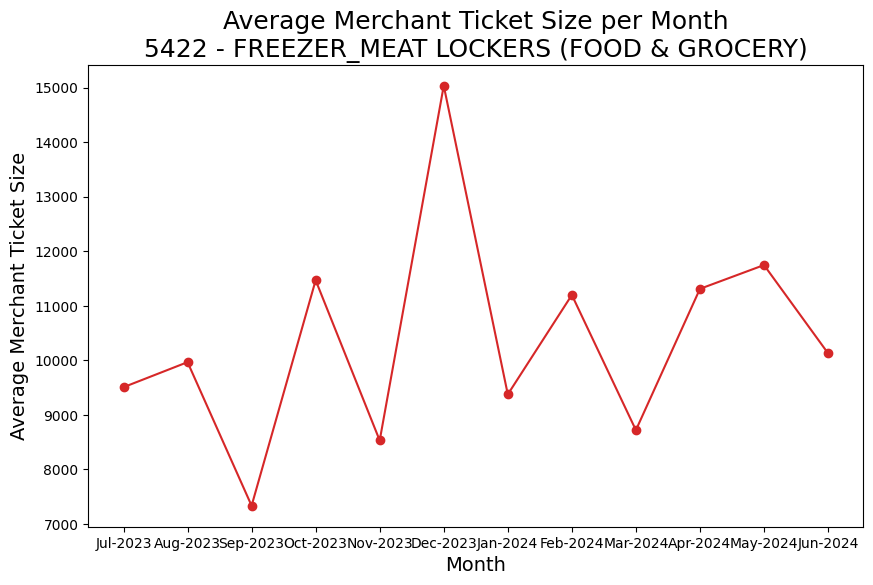 Average Merchant Ticket Size per Month
5422 - FREEZER_MEAT LOCKERS (FOOD & GROCERY)
Average Merchant Ticket Size
15000
14000
13000
12000
11000
10000
9000
8000
7000
Jul-2023 Aug-2023 Sep-2023 Oct-2023 Nov-2023 Dec-2023 Jan-2024 Feb-2024 Mar-2024 Apr-2024 May-2024 Jun-2024
Month